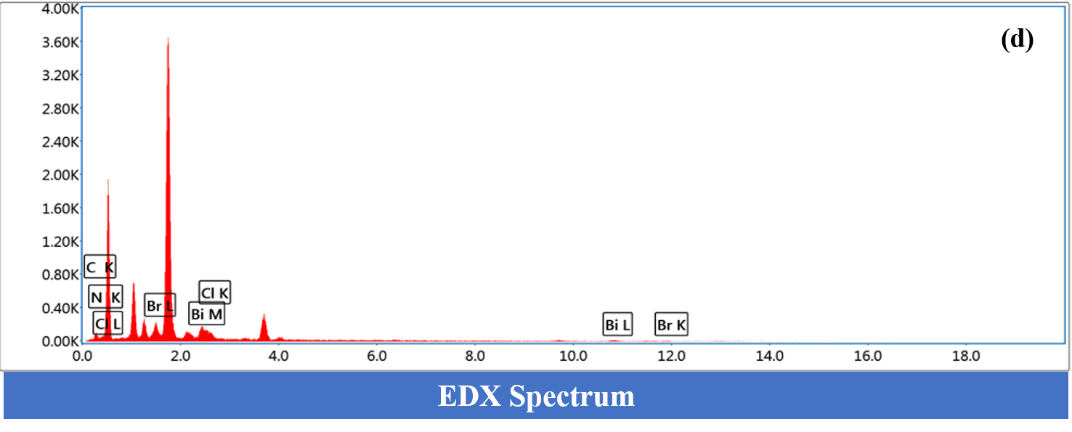 4.00K
(d)
3.60K
3.20K
2.80K
2.40K
2.00K
1.60K
1.20K
C K
0.80K
N K
Cl K
0.40K
Br L
Bi M
Cl L
Bi L
Br K
0.00K
0.0 2.0 4.0 6.0 8.0 10.0 12.0 14.0 16.0 18.0
EDX Spectrum